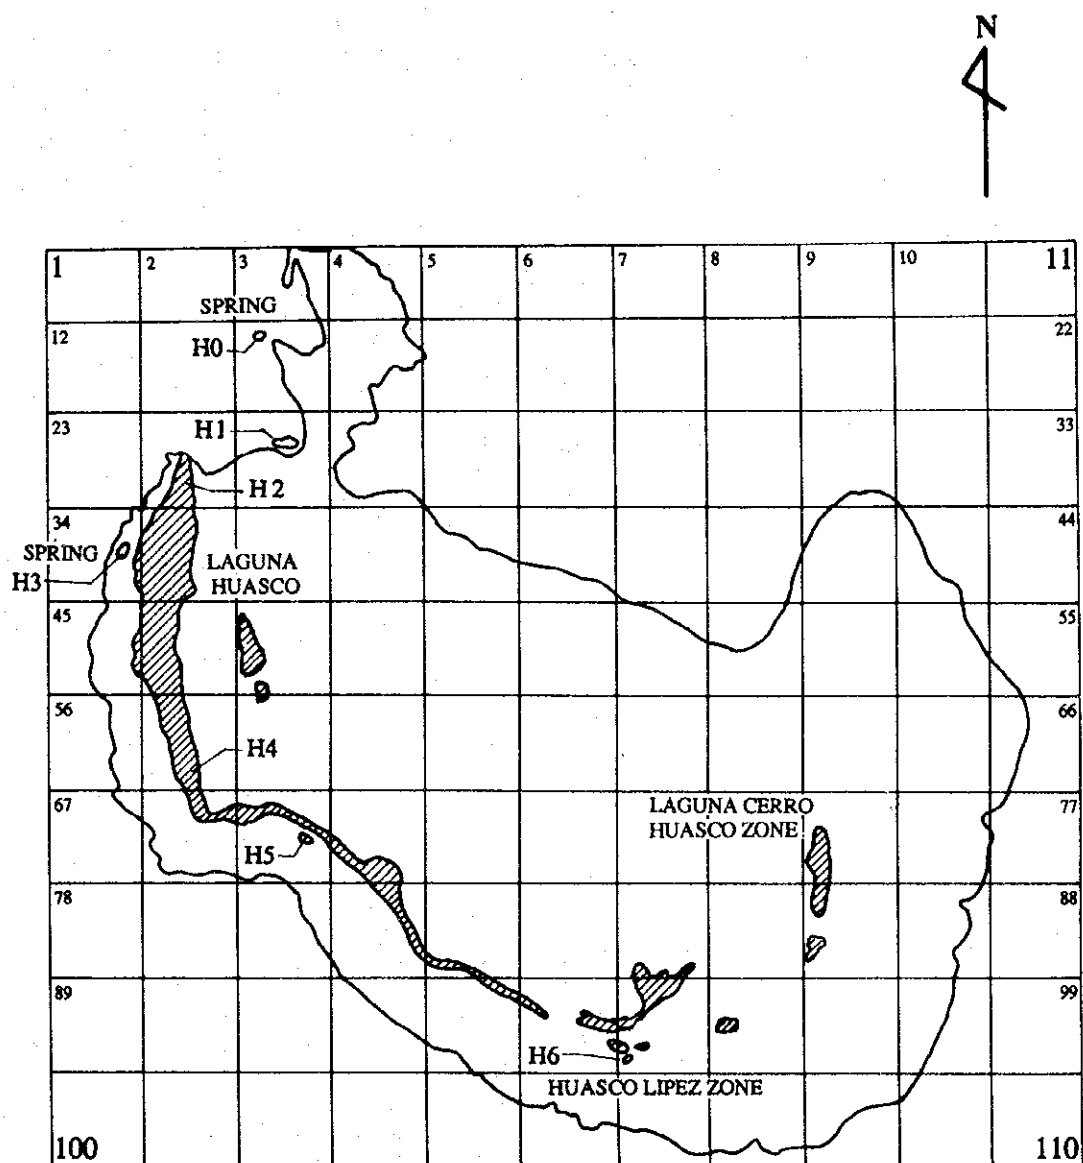 N
1 2 3 4 5 6 7 8 9 10 11
SPRING
12 22
H0
23 33
H1
H2
34 44
SPRING
H3
LAGUNA
HUASCO
45 55
56 66
H4
67 77
LAGUNA CERRO
HUASCO ZONE
H5
78 88
89 99
H6
HUASCO LIPEZ ZONE
100 110